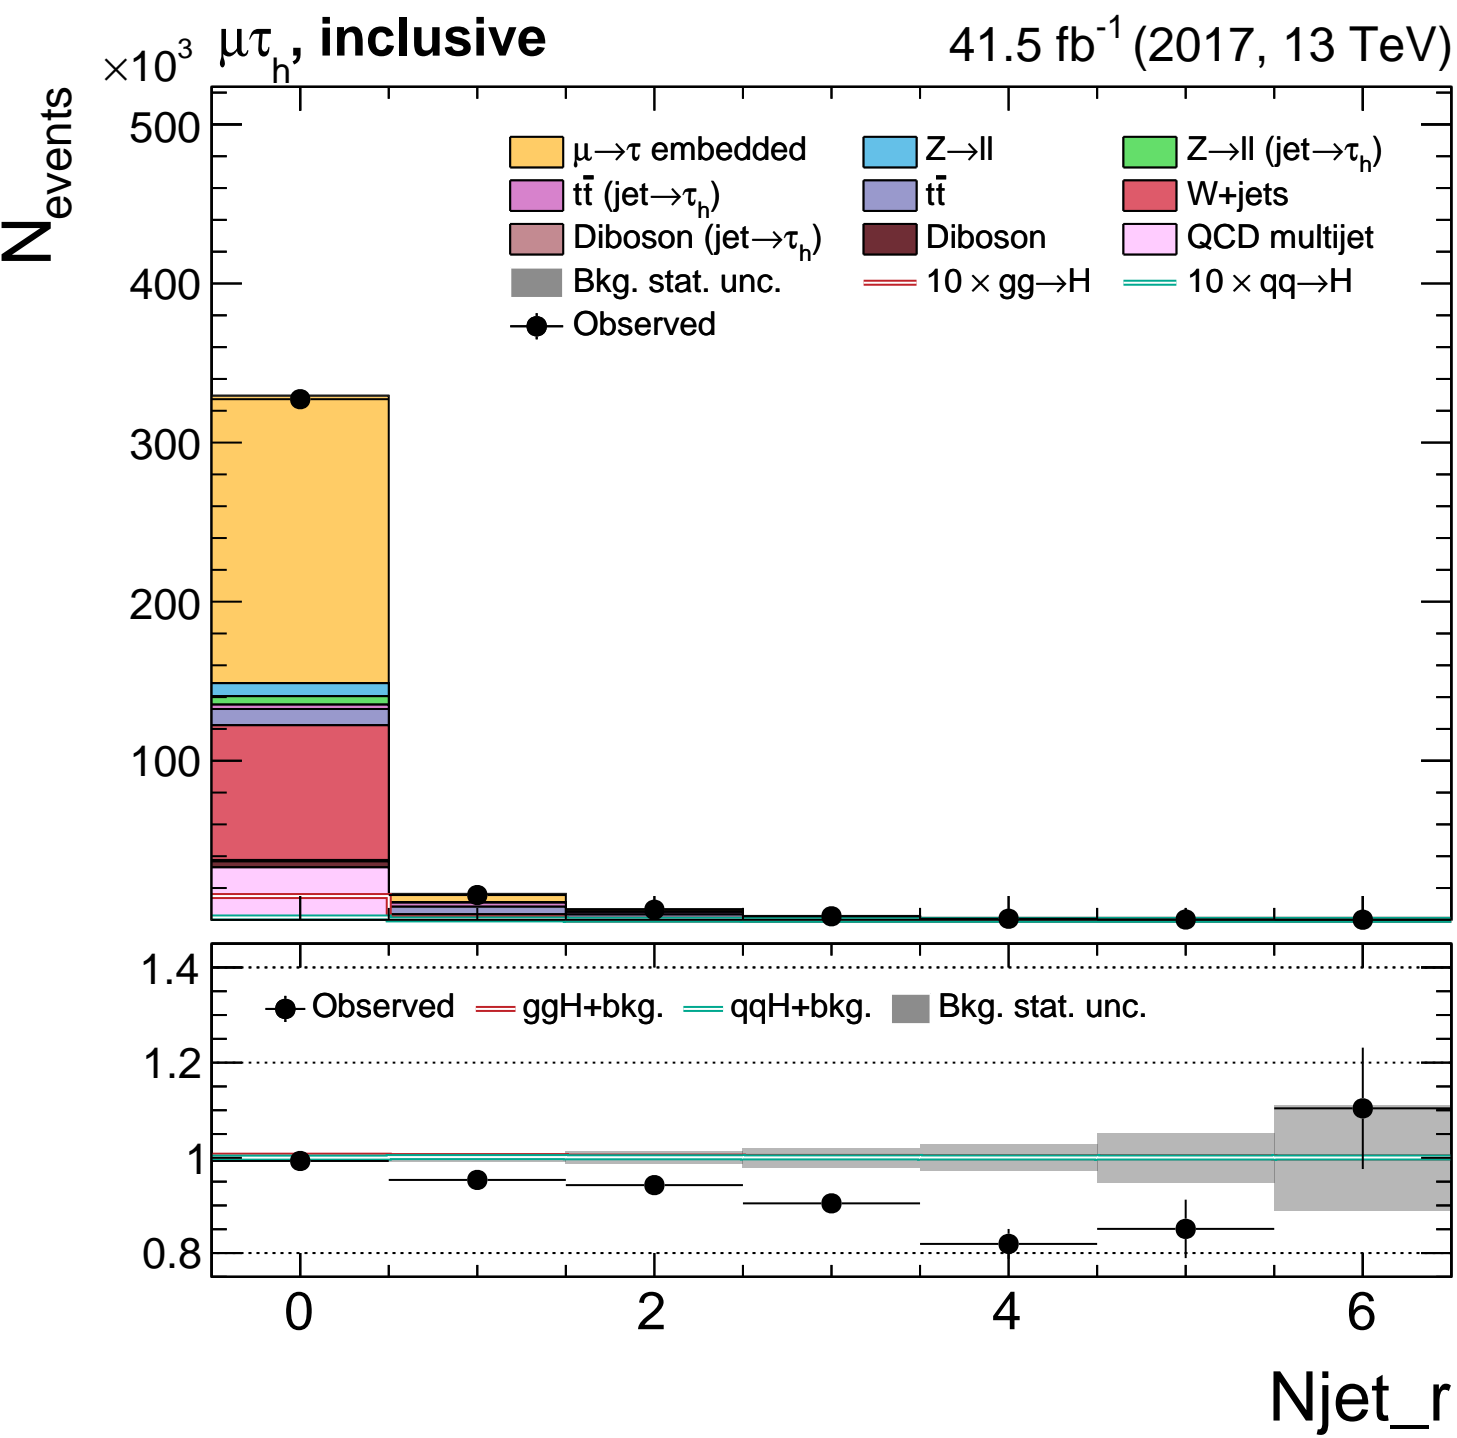 ×10³ μτₕ, inclusive 41.5 fb⁻¹ (2017, 13 TeV)
N_events
500
400
300
200
100
μ→τ embedded Z→ll Z→ll (jet→τₕ)
tt̄ (jet→τₕ) tt̄ W+jets
Diboson (jet→τₕ) Diboson QCD multijet
Bkg. stat. unc. 10 × gg→H 10 × qq→H
Observed
1.4
1.2
1
0.8
Observed ggH+bkg. qqH+bkg. Bkg. stat. unc.
0 2 4 6
Njet_r